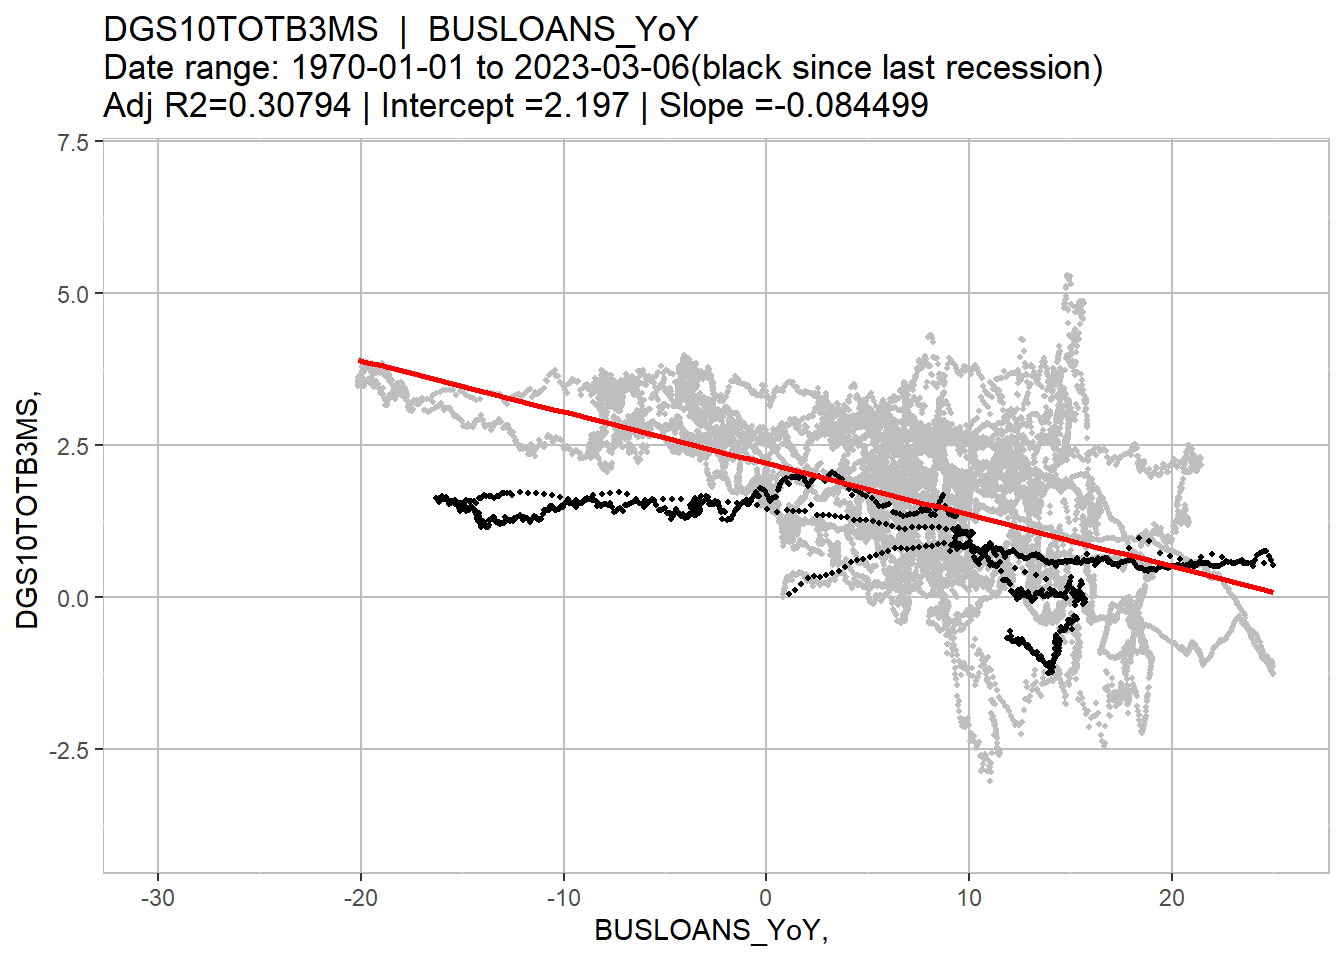 DGS10TOTB3MS | BUSLOANS_YoY
Date range: 1970-01-01 to 2023-03-06(black since last recession)
Adj R2=0.30794 | Intercept =2.197 | Slope =-0.084499
7.5
5.0
2.5
0.0
-2.5
DGS10TOTB3MS,
-30 -20 -10 0 10 20
BUSLOANS_YoY,